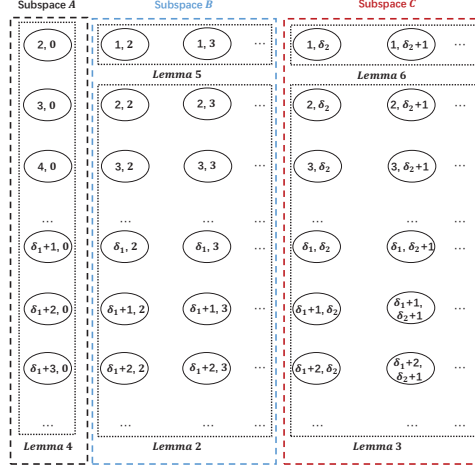 Subspace A Subspace B Subspace C
2, 0 1, 2 1, 3 ... 1, δ₂ 1, δ₂+1 ...
Lemma 5 Lemma 6
3, 0 2, 2 2, 3 ... 2, δ₂ 2, δ₂+1 ...
4, 0 3, 2 3, 3 ... 3, δ₂ 3, δ₂+1 ...
... ... ... ... ...
δ₁+1, 0 δ₁, 2 δ₁, 3 ... δ₁, δ₂ δ₁, δ₂+1 ...
δ₁+2, 0 δ₁+1, 2 δ₁+1, 3 ... δ₁+1, δ₂ δ₁+1, δ₂+1 ...
δ₁+3, 0 δ₁+2, 2 δ₁+2, 3 ... δ₁+2, δ₂ δ₁+2, δ₂+1 ...
... ... ... ... ...
Lemma 4 Lemma 2 Lemma 3